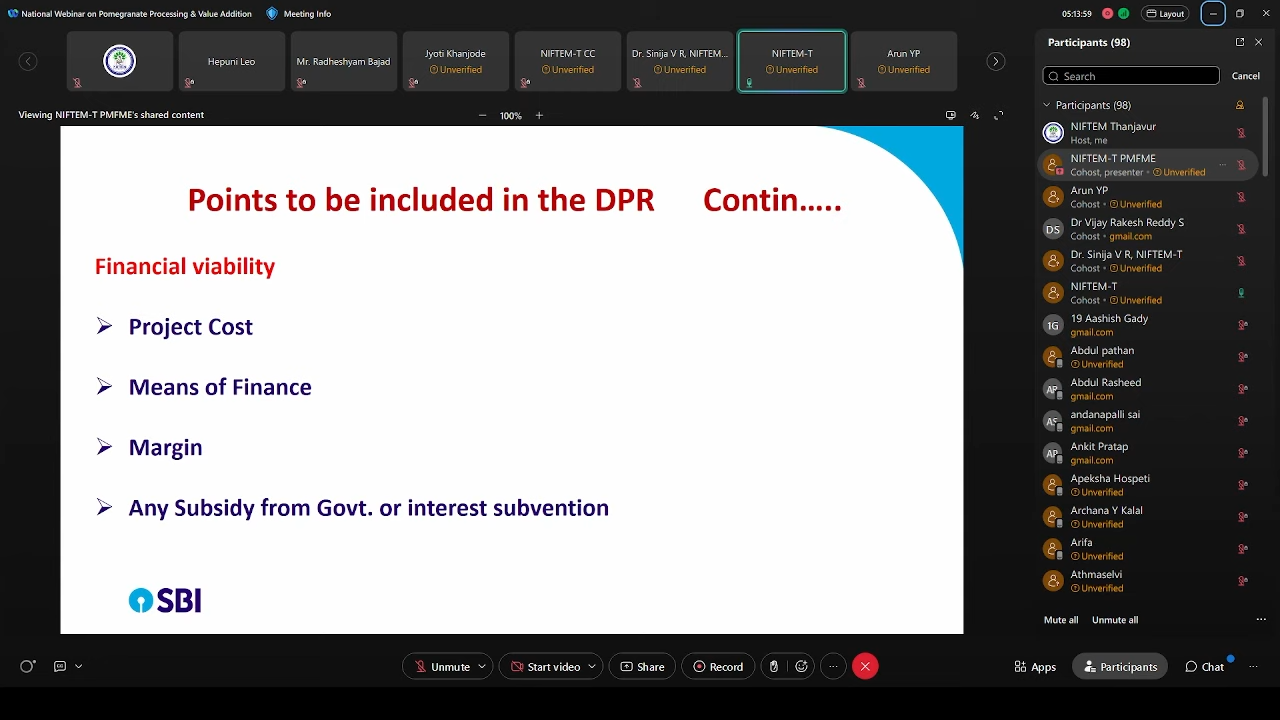 National Webinar on Pomegranate Processing & Value Addition
Meeting Info
05:13:59
Layout
Hepuni Leo
Mr. Radheshyam Bajad
Jyoti Khanjode
Unverified
NIFTEM-T CC
Unverified
Dr. Sinija V R, NIFTEM...
Unverified
NIFTEM-T
Unverified
Arun YP
Unverified
Viewing NIFTEM-T PMFME's shared content
100%
Points to be included in the DPR Contin.....
Financial viability
Project Cost
Means of Finance
Margin
Any Subsidy from Govt. or interest subvention
SBI
Participants (98)
Search
Cancel
Participants (98)
NIFTEM Thanjavur
Host, me
NIFTEM-T PMFME
Cohost, presenter • Unverified
Arun YP
Cohost • Unverified
DS
Dr Vijay Rakesh Reddy S
Cohost • gmail.com
Dr. Sinija V R, NIFTEM-T
Cohost • Unverified
NIFTEM-T
Cohost • Unverified
1G
19 Aashish Gady
gmail.com
Abdul pathan
Unverified
AR
Abdul Rasheed
gmail.com
AS
andanapalli sai
gmail.com
AP
Ankit Pratap
gmail.com
Apeksha Hospeti
Unverified
Archana Y Kalal
Unverified
Arifa
Unverified
Athmaselvi
Unverified
Mute all
Unmute all
Unmute
Start video
Share
Record
Apps
Participants
Chat